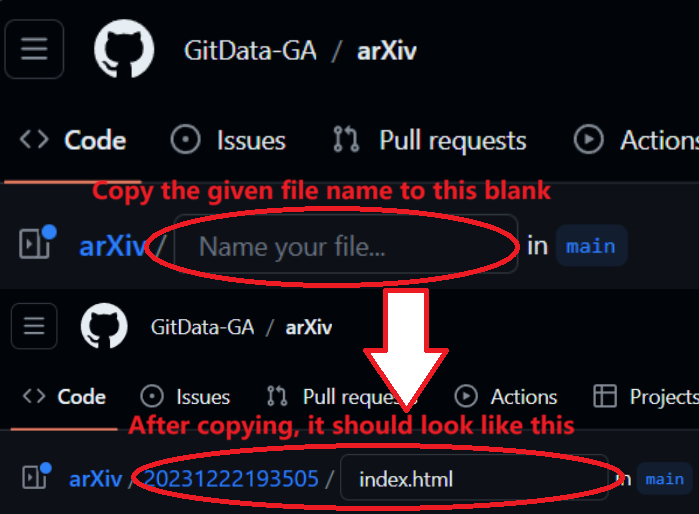 GitData-GA / arXiv
Code Issues Pull requests Actions
Copy the given file name to this blank
arXiv / Name your file... in main
GitData-GA / arXiv
Code Issues Pull reques Actions Projects
After copying, it should look like this
arXiv / 20231222193505 / index.html in main